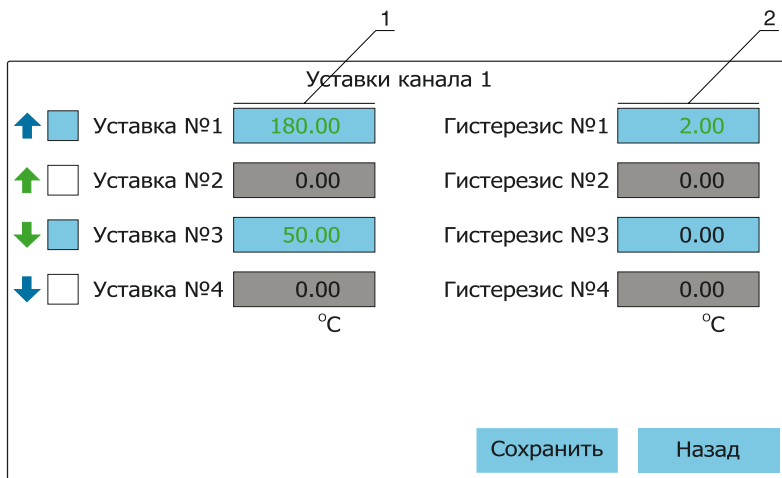 1 2
Уставки канала 1
Уставка №1 180.00 Гистерезис №1 2.00
Уставка №2 0.00 Гистерезис №2 0.00
Уставка №3 50.00 Гистерезис №3 0.00
Уставка №4 0.00 Гистерезис №4 0.00
°C °C
Сохранить Назад